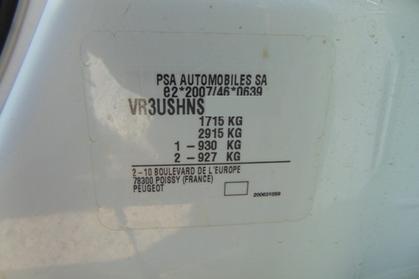 PSA AUTOMOBILES SA
e2*2007/46*0639
VR3USHNS
1715 KG
2915 KG
1 - 930 KG
2 - 927 KG
2 - 10 BOULEVARD DE L'EUROPE
78300 POISSY (FRANCE)
PEUGEOT